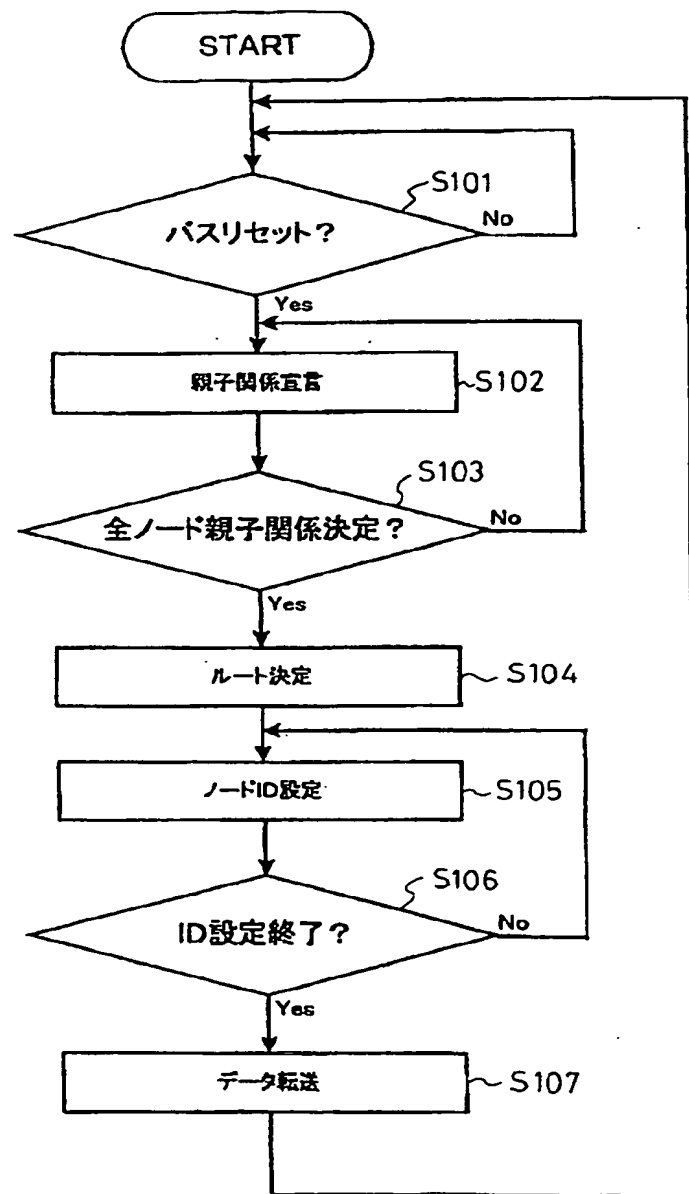 START
S101
バスリセット?
No
Yes
親子関係宣言
S102
S103
全ノード親子関係決定?
No
Yes
ルート決定
S104
ノードID設定
S105
S106
ID設定終了?
No
Yes
データ転送
S107